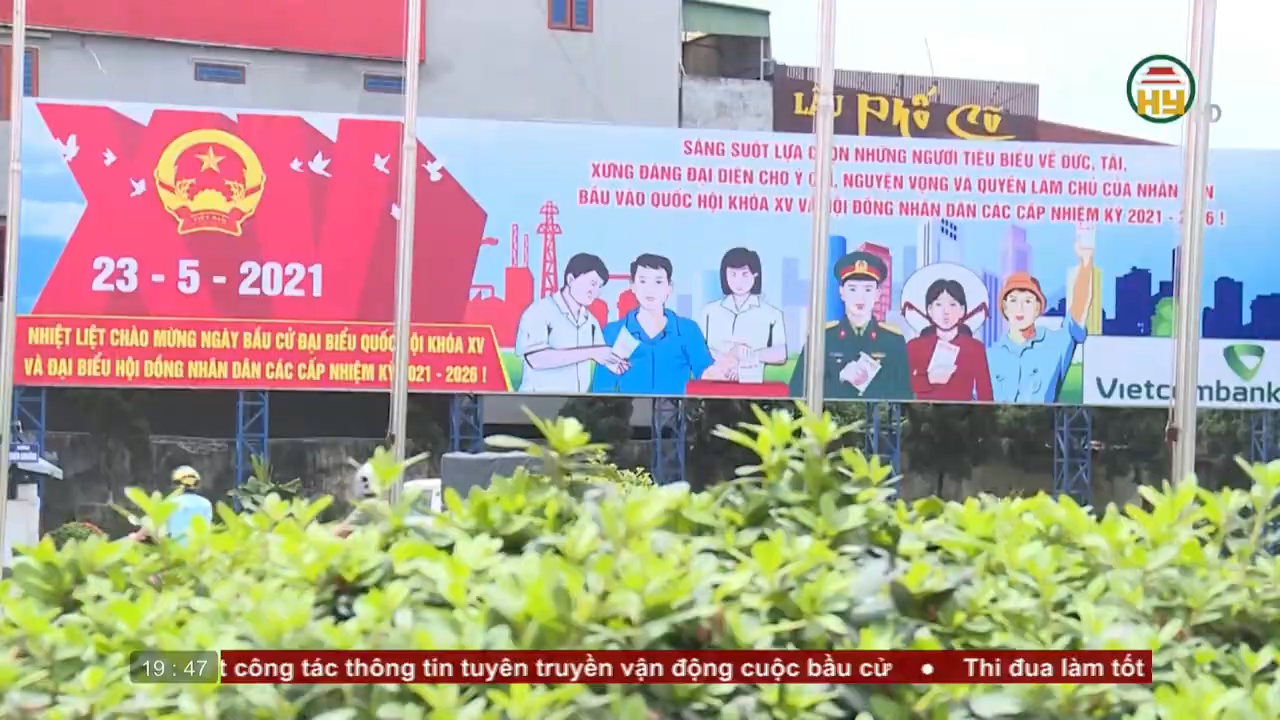 LẨU Phố Cũ
HY
SÁNG SUỐT LỰA CHỌN NHỮNG NGƯỜI TIÊU BIỂU VỀ ĐỨC, TÀI,
XỨNG ĐÁNG ĐẠI DIỆN CHO Ý CHÍ, NGUYỆN VỌNG VÀ QUYỀN LÀM CHỦ CỦA NHÂN DÂN
BẦU VÀO QUỐC HỘI KHÓA XV VÀ HỘI ĐỒNG NHÂN DÂN CÁC CẤP NHIỆM KỲ 2021 - 2026 !
VIỆT NAM
23 - 5 - 2021
NHIỆT LIỆT CHÀO MỪNG NGÀY BẦU CỬ ĐẠI BIỂU QUỐC HỘI KHÓA XV
VÀ ĐẠI BIỂU HỘI ĐỒNG NHÂN DÂN CÁC CẤP NHIỆM KỲ 2021 - 2026 !
Vietcombank
19 : 47 t công tác thông tin tuyên truyền vận động cuộc bầu cử • Thi đua làm tốt